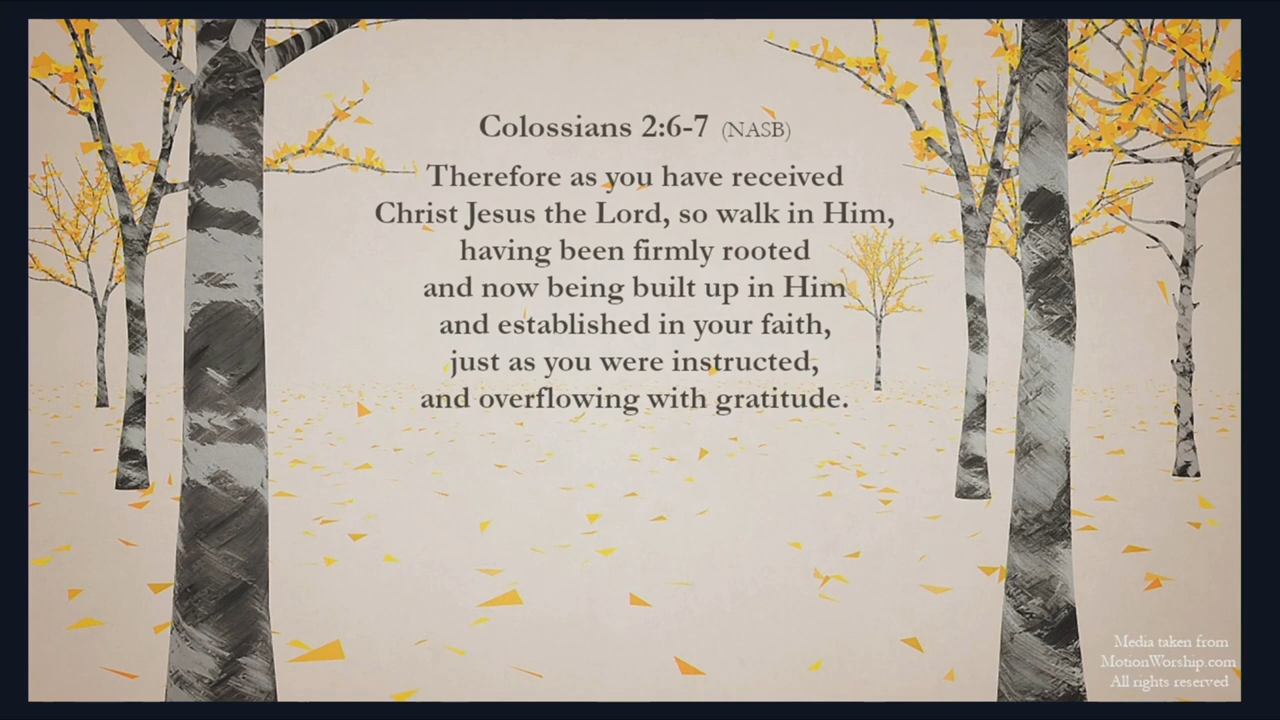 Colossians 2:6-7 (NASB)
Therefore as you have received
Christ Jesus the Lord, so walk in Him,
having been firmly rooted
and now being built up in Him
and established in your faith,
just as you were instructed,
and overflowing with gratitude.
Media taken from
MotionWorship.com
All rights reserved